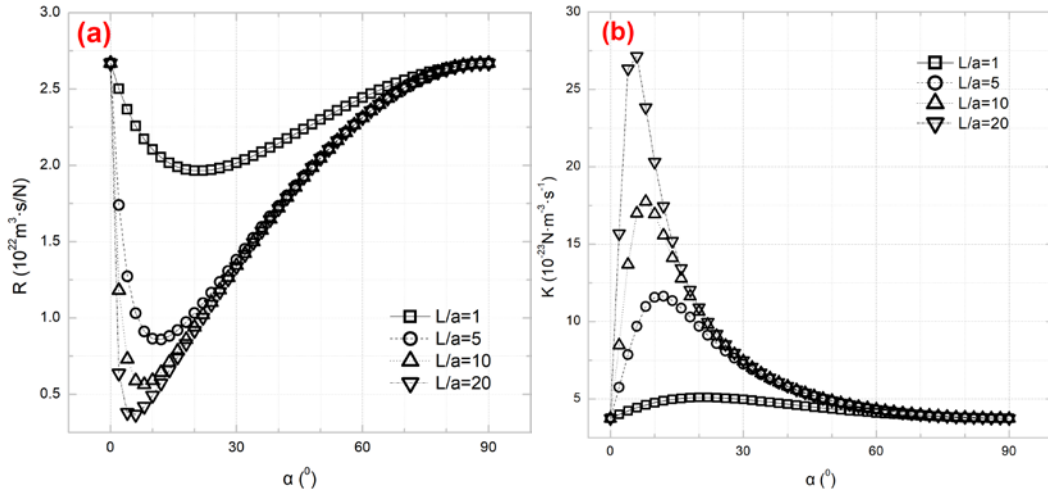 (a)
3.0
2.5
2.0
1.5
1.0
0.5
R (10²²m³·s/N)
L/a=1
L/a=5
L/a=10
L/a=20
0
30
60
90
α (⁰)
(b)
30
25
20
15
10
5
K (10⁻²³N·m⁻³·s⁻¹)
L/a=1
L/a=5
L/a=10
L/a=20
0
30
60
90
α (⁰)